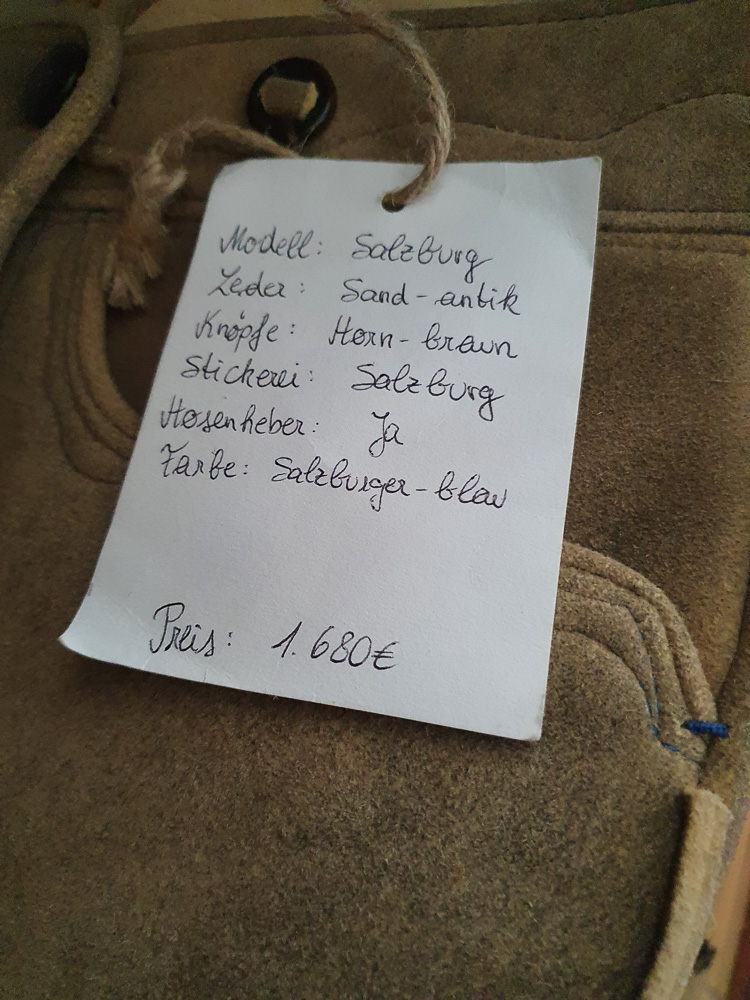 Modell: Salzburg
Leder: Sand-antik
Knöpfe: Horn-braun
Stickerei: Salzburg
Hosenheber: Ja
Farbe: Salzburger-blau
Preis: 1.680€